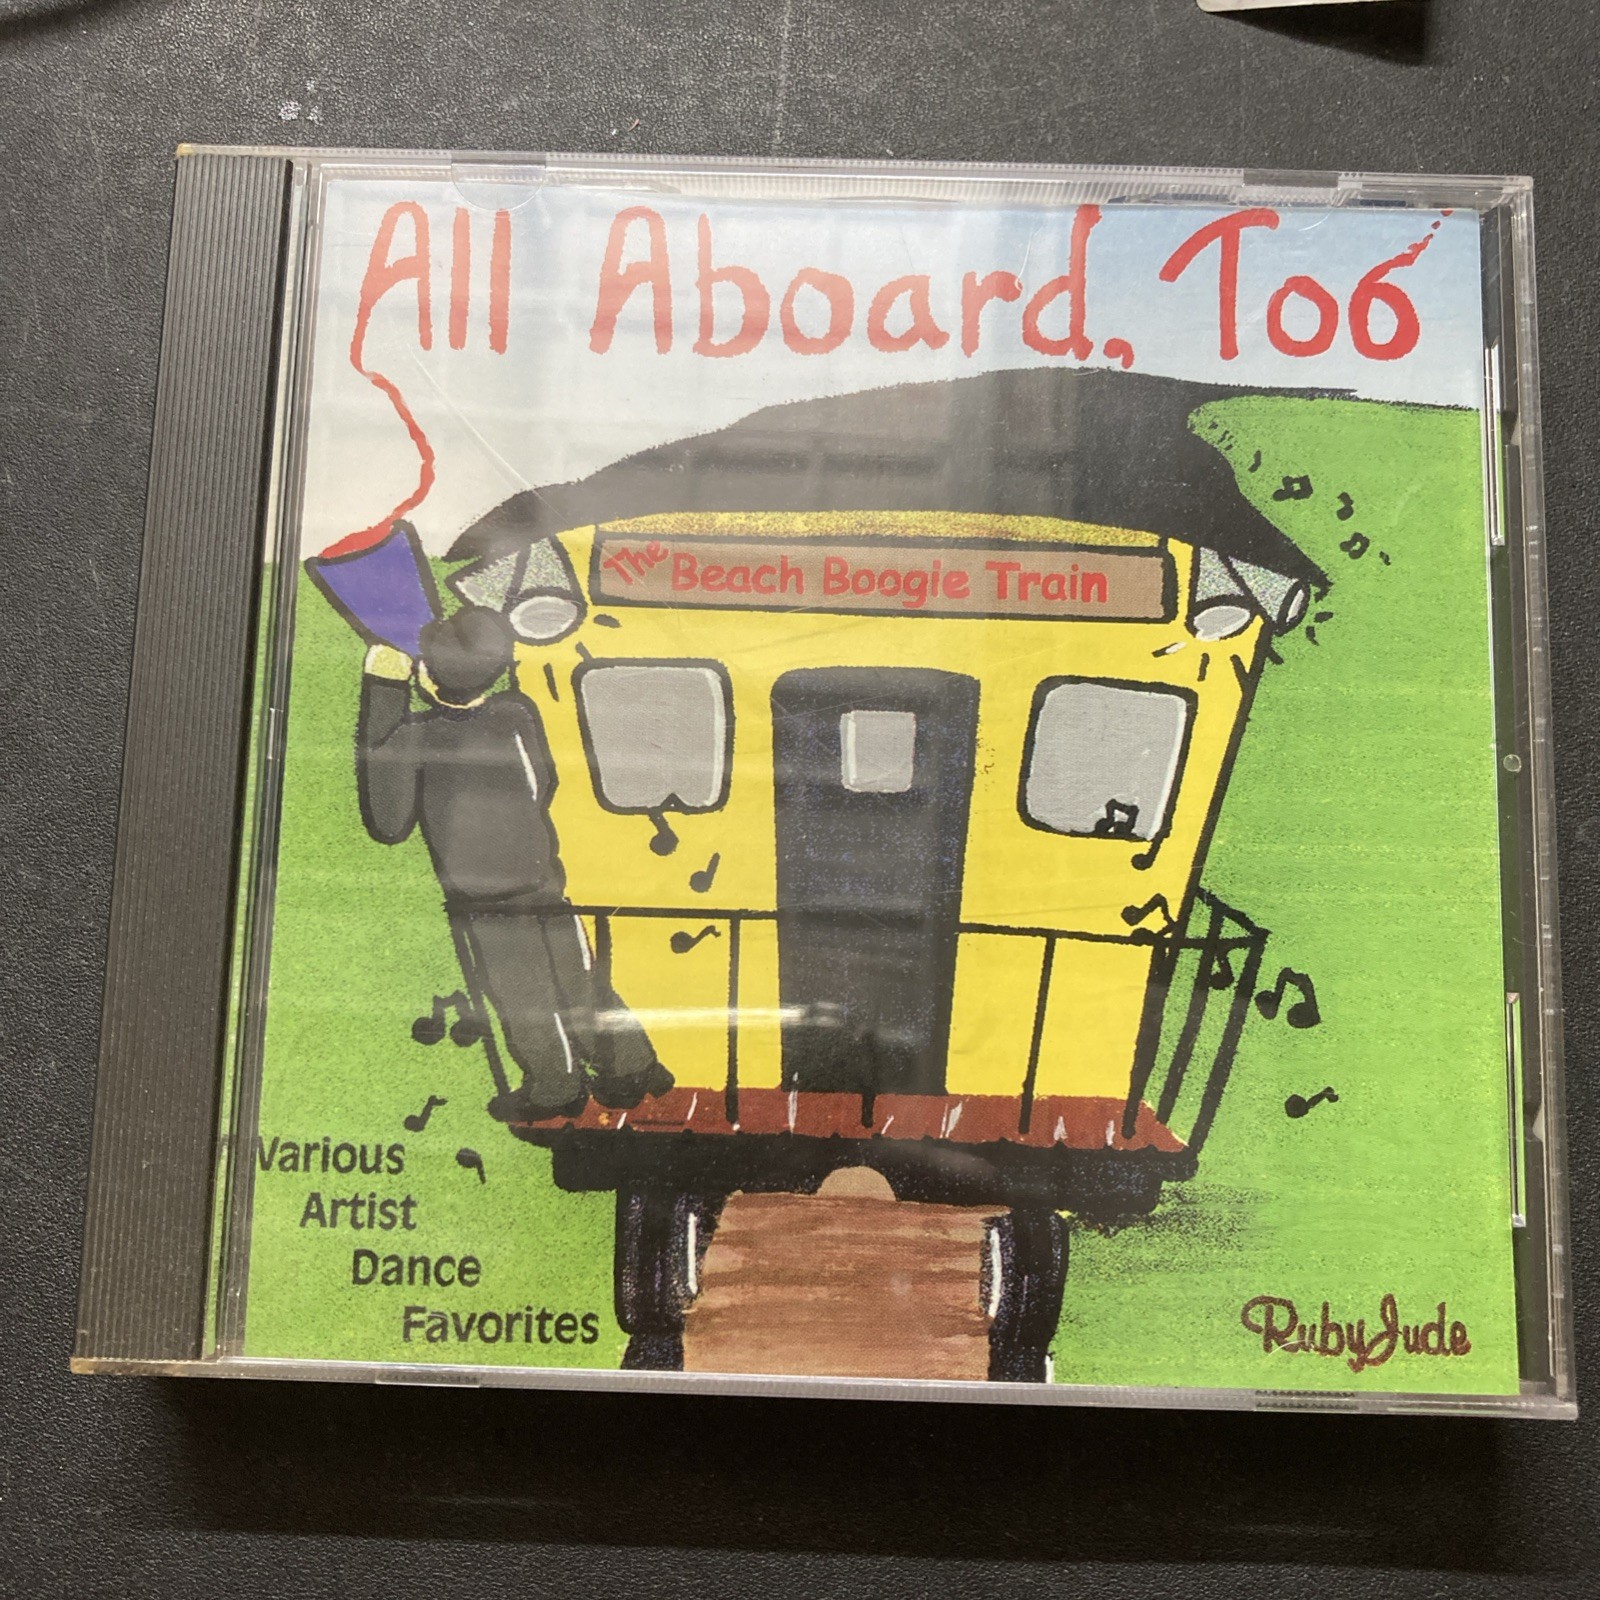 All Aboard, Too
The Beach Boogie Train
Various
Artist
Dance
Favorites
RubyJude